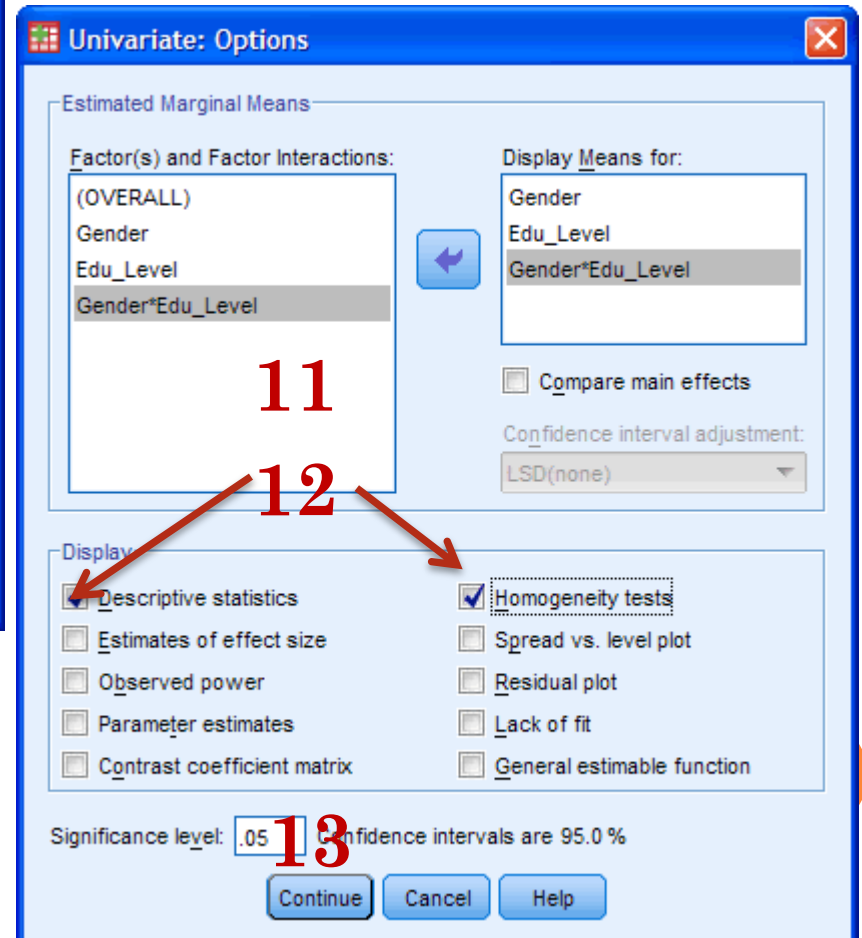 Univariate: Options
Estimated Marginal Means
Factor(s) and Factor Interactions:
(OVERALL)
Gender
Edu_Level
Gender*Edu_Level
Display Means for:
Gender
Edu_Level
Gender*Edu_Level
11
Compare main effects
Confidence interval adjustment:
LSD(none)
12
Display
Descriptive statistics
Homogeneity tests
Estimates of effect size
Spread vs. level plot
Observed power
Residual plot
Parameter estimates
Lack of fit
Contrast coefficient matrix
General estimable function
Significance level: .05 Confidence intervals are 95.0 %
13
Continue Cancel Help